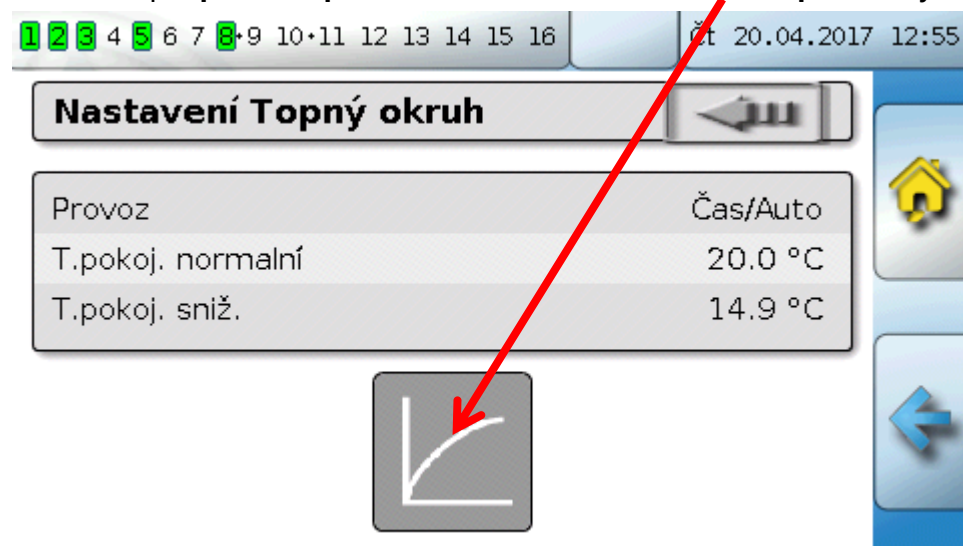 1 2 3 4 5 6 7 8·9 10·11 12 13 14 15 16 Čt 20.04.2017 12:55
Nastavení Topný okruh
Provoz Čas/Auto
T.pokoj. normalní 20.0 °C
T.pokoj. sniž. 14.9 °C